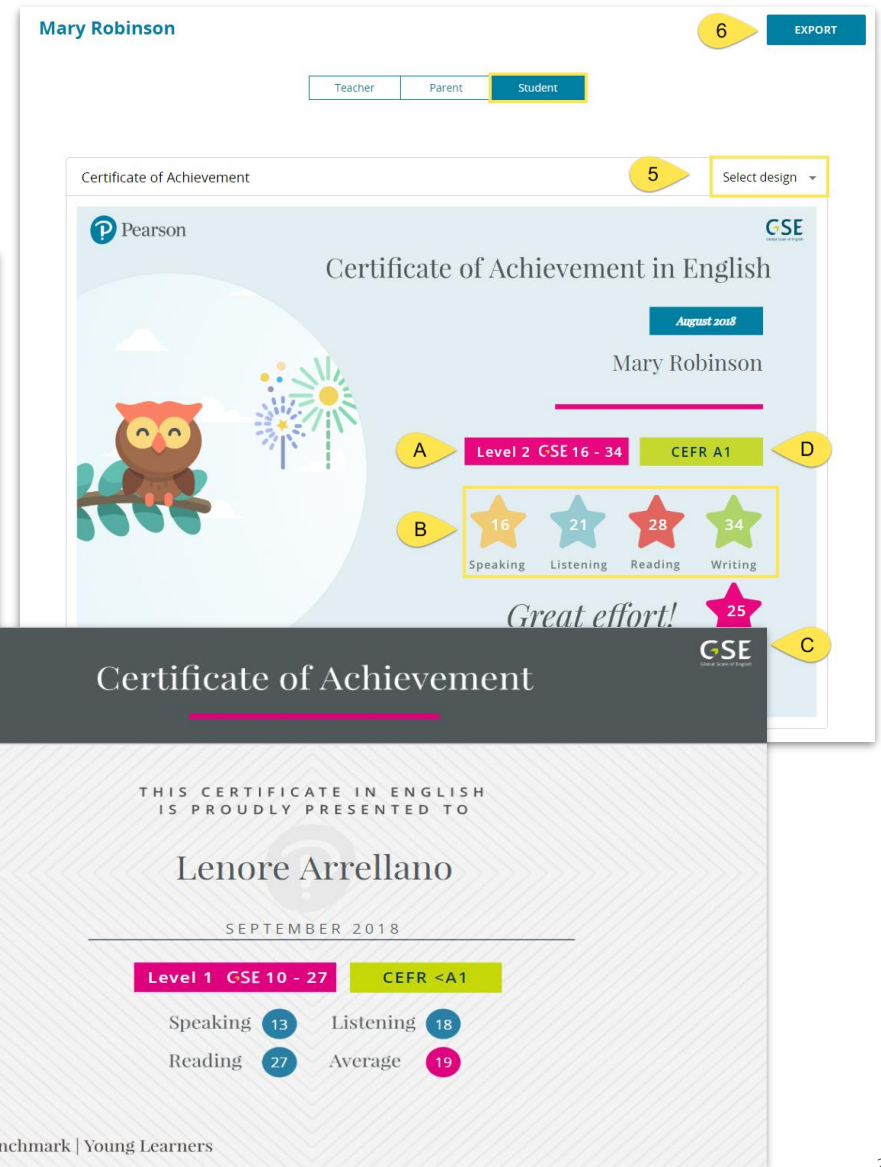 Mary Robinson
6
EXPORT
Teacher Parent Student
Certificate of Achievement
5
Select design
Pearson
GSE
Global Scale of English
Certificate of Achievement in English
August 2018
Mary Robinson
A
Level 2 GSE 16 - 34
CEFR A1
D
B
16 21 28 34
Speaking Listening Reading Writing
Great effort!
25
C
GSE
Global Scale of English
Certificate of Achievement
THIS CERTIFICATE IN ENGLISH
IS PROUDLY PRESENTED TO
Lenore Arrellano
SEPTEMBER 2018
Level 1 GSE 10 - 27
CEFR <A1
Speaking 13 Listening 18
Reading 27 Average 19
nchmark | Young Learners